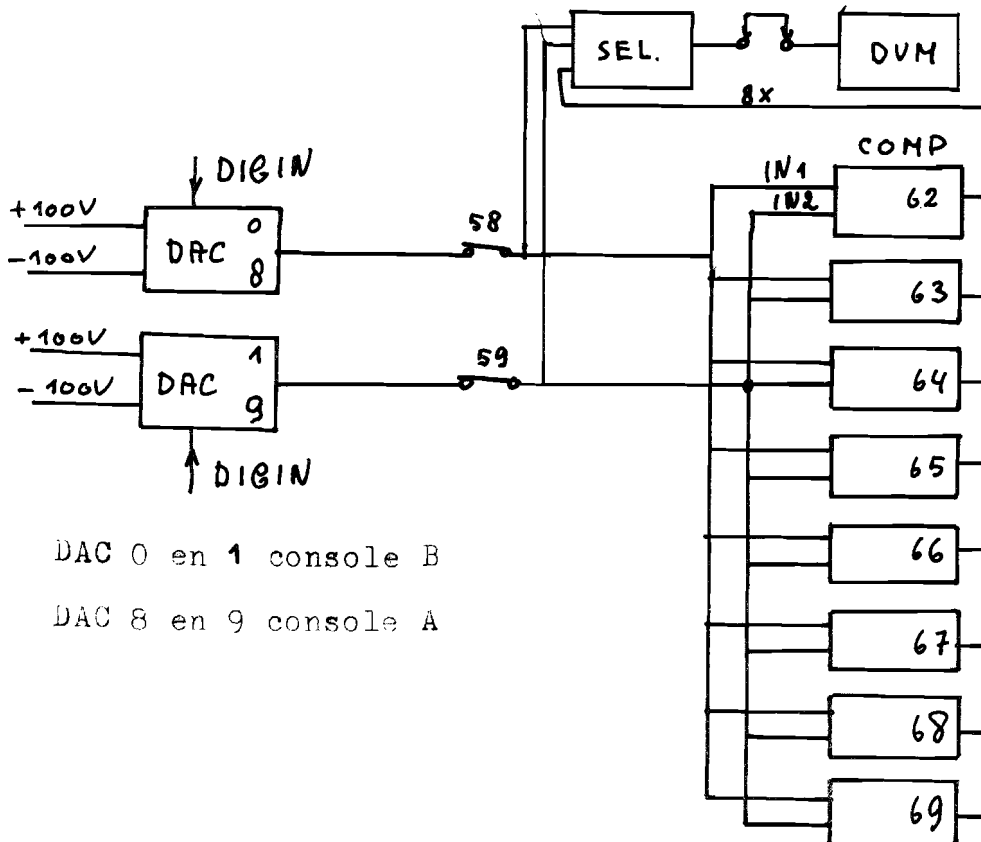 SEL.
DVM
8x
COMP
DIGIN
IN1
+100V
62
0
IN2
58
DAC
-100V
8
63
+100V
1
59
DAC
64
-100V
9
65
DIGIN
66
DAC 0 en 1 console B
DAC 8 en 9 console A
67
68
69